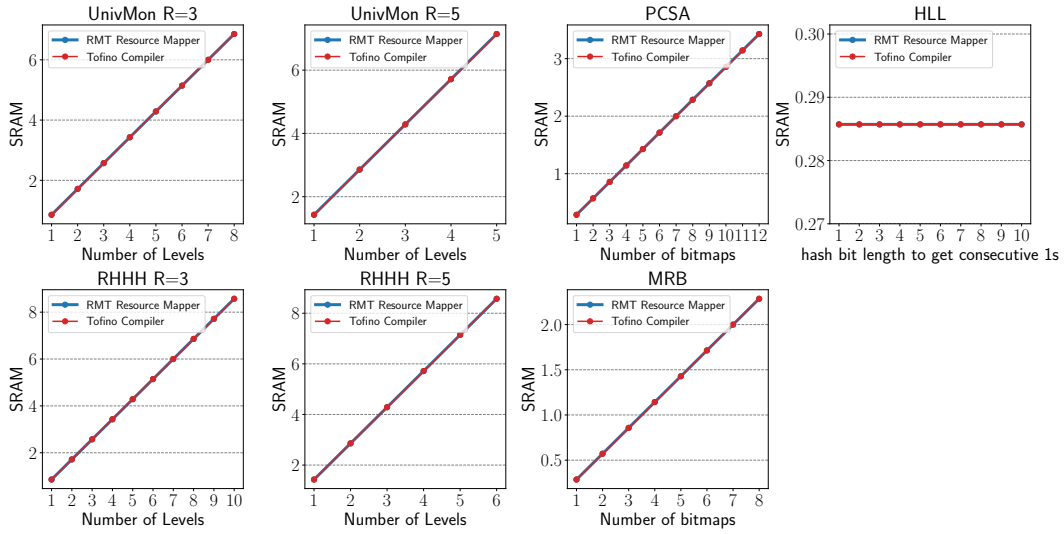 UnivMon R=3
RMT Resource Mapper
Tofino Compiler
SRAM
6
4
2
1 2 3 4 5 6 7 8
Number of Levels
UnivMon R=5
RMT Resource Mapper
Tofino Compiler
SRAM
6
4
2
1 2 3 4 5
Number of Levels
PCSA
RMT Resource Mapper
Tofino Compiler
SRAM
3
2
1
1 2 3 4 5 6 7 8 9 10 11 12
Number of bitmaps
HLL
RMT Resource Mapper
Tofino Compiler
SRAM
0.30
0.29
0.28
0.27
1 2 3 4 5 6 7 8 9 10
hash bit length to get consecutive 1s
RHHH R=3
RMT Resource Mapper
Tofino Compiler
SRAM
8
6
4
2
1 2 3 4 5 6 7 8 9 10
Number of Levels
RHHH R=5
RMT Resource Mapper
Tofino Compiler
SRAM
8
6
4
2
1 2 3 4 5 6
Number of Levels
MRB
RMT Resource Mapper
Tofino Compiler
SRAM
2.0
1.5
1.0
0.5
1 2 3 4 5 6 7 8
Number of bitmaps